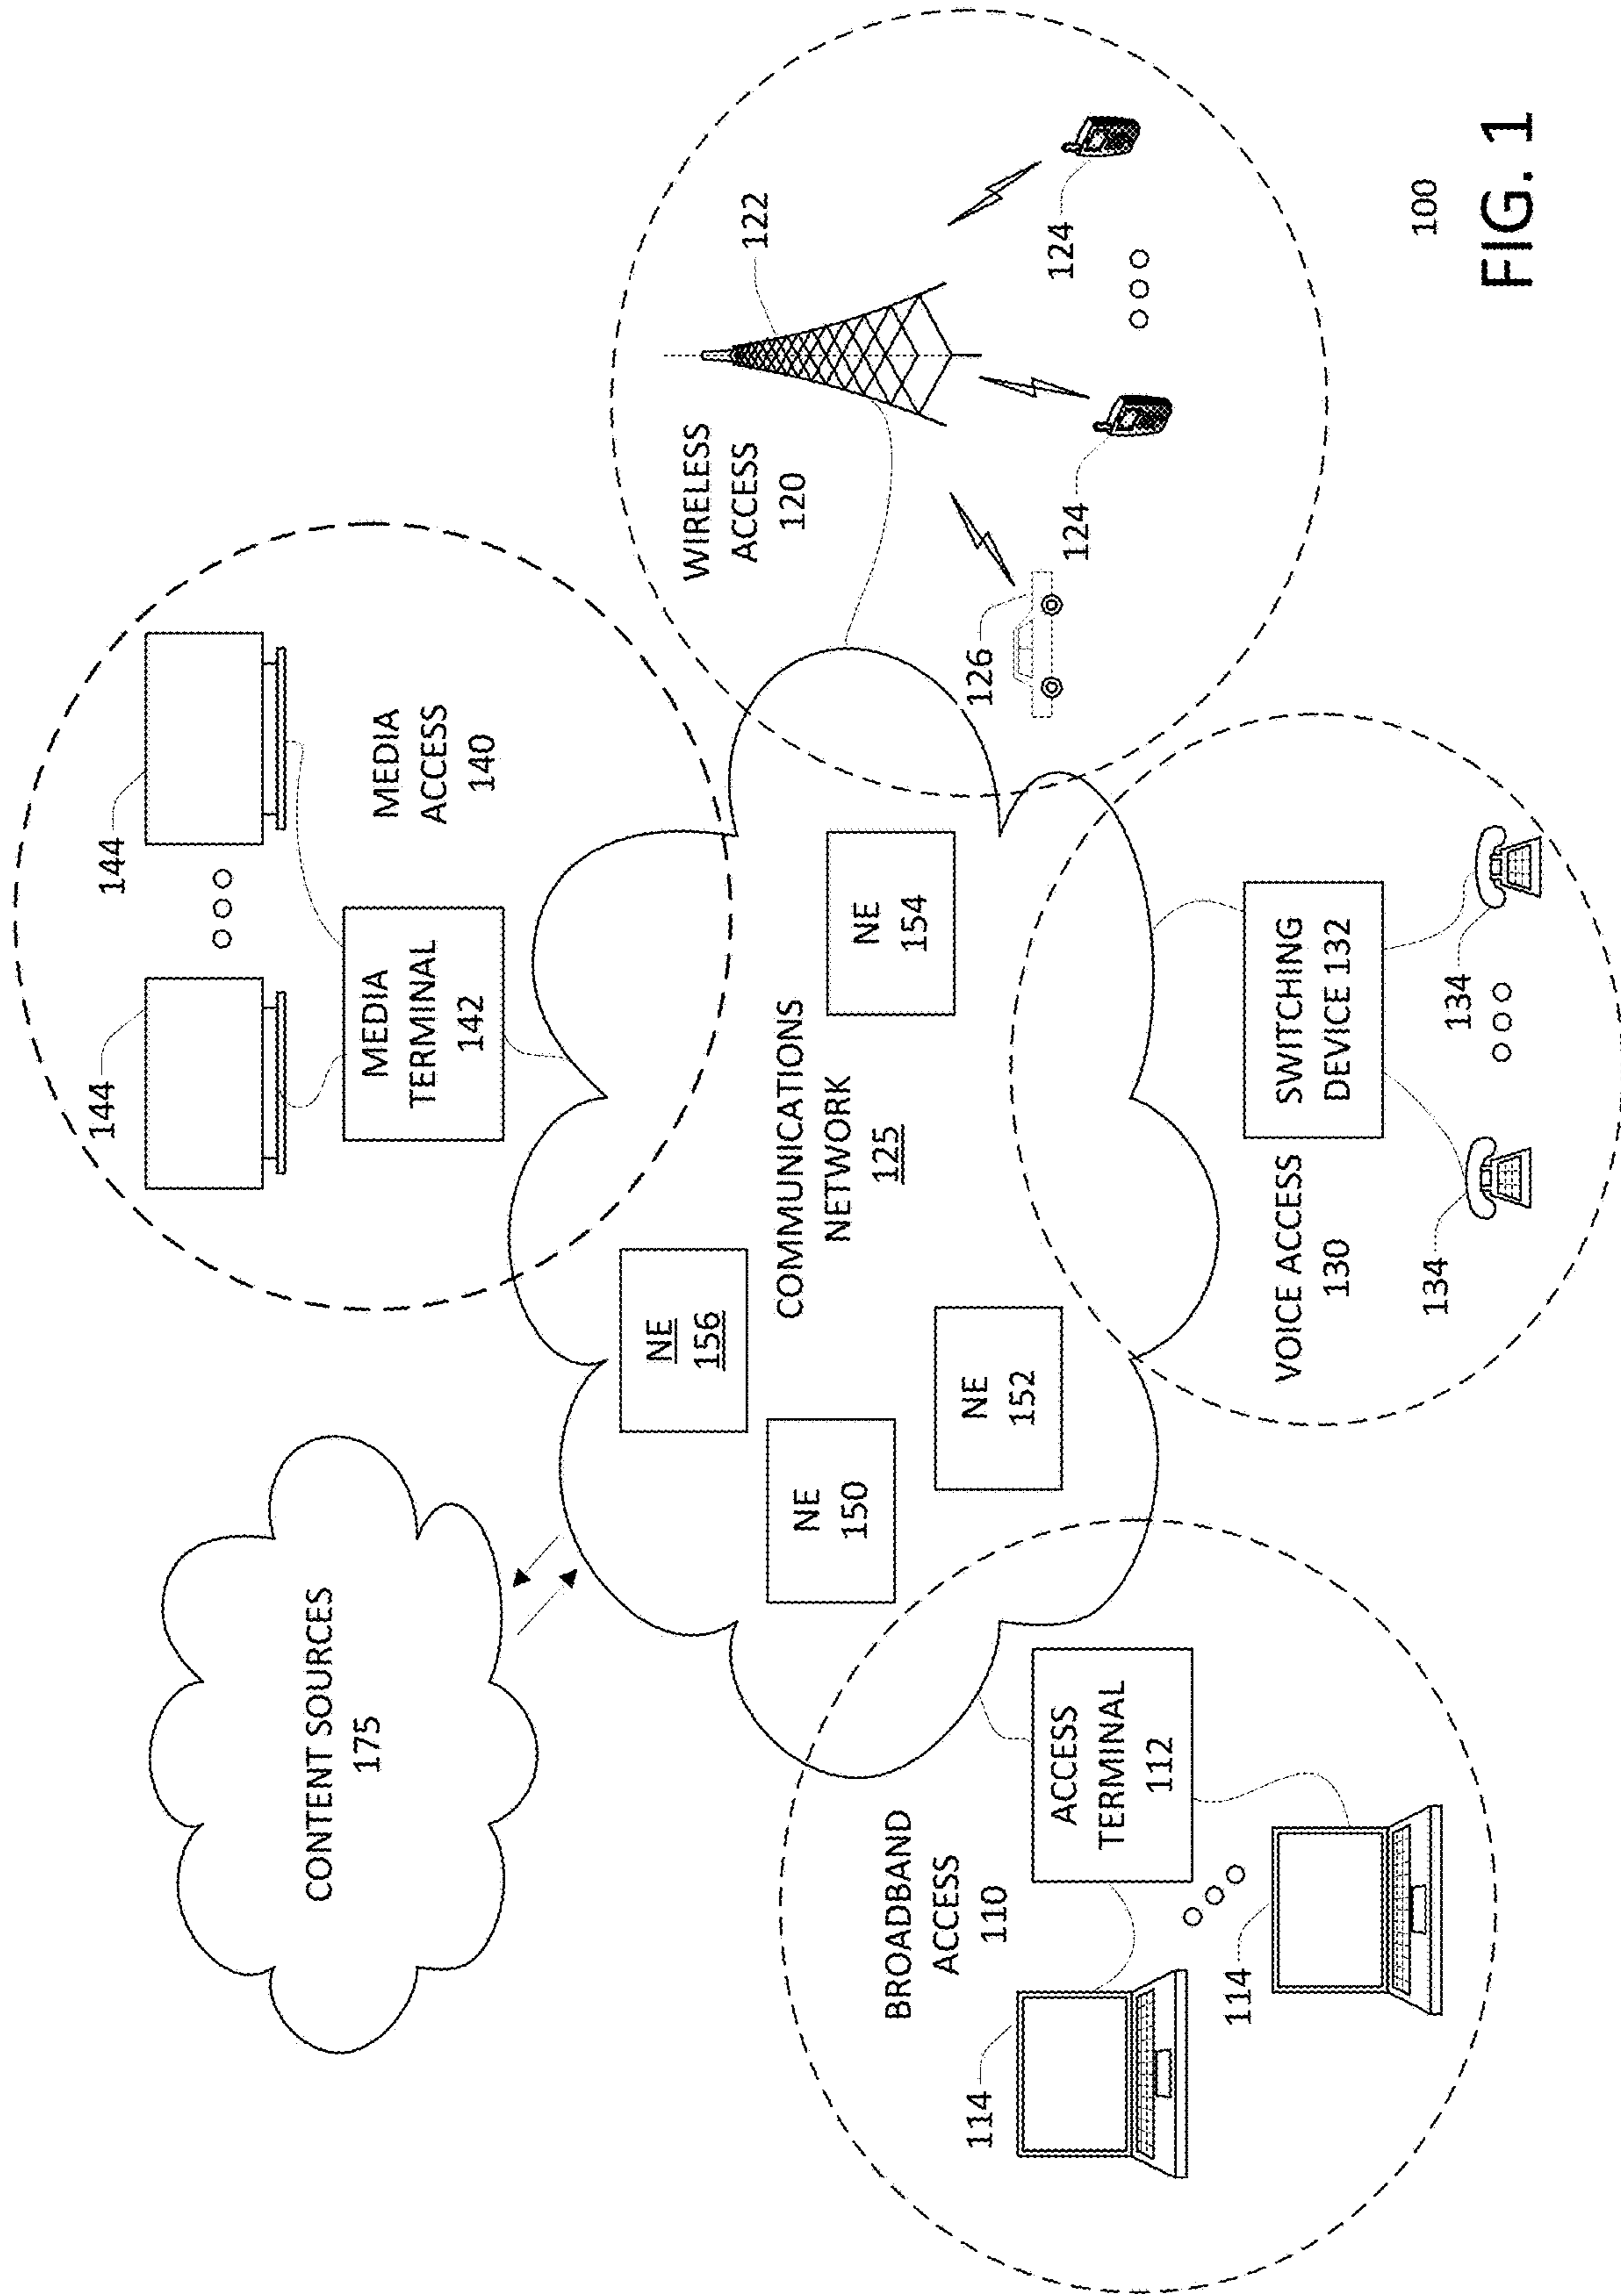 CONTENT SOURCES
175
144
144
MEDIA
TERMINAL
142
MEDIA
ACCESS
140
NE
156
NE
150
NE
152
NE
154
COMMUNICATIONS
NETWORK
125
WIRELESS
ACCESS
120
122
126
124
124
BROADBAND
ACCESS
110
ACCESS
TERMINAL
112
114
114
VOICE ACCESS
130
SWITCHING
DEVICE 132
134
134
100
FIG. 1